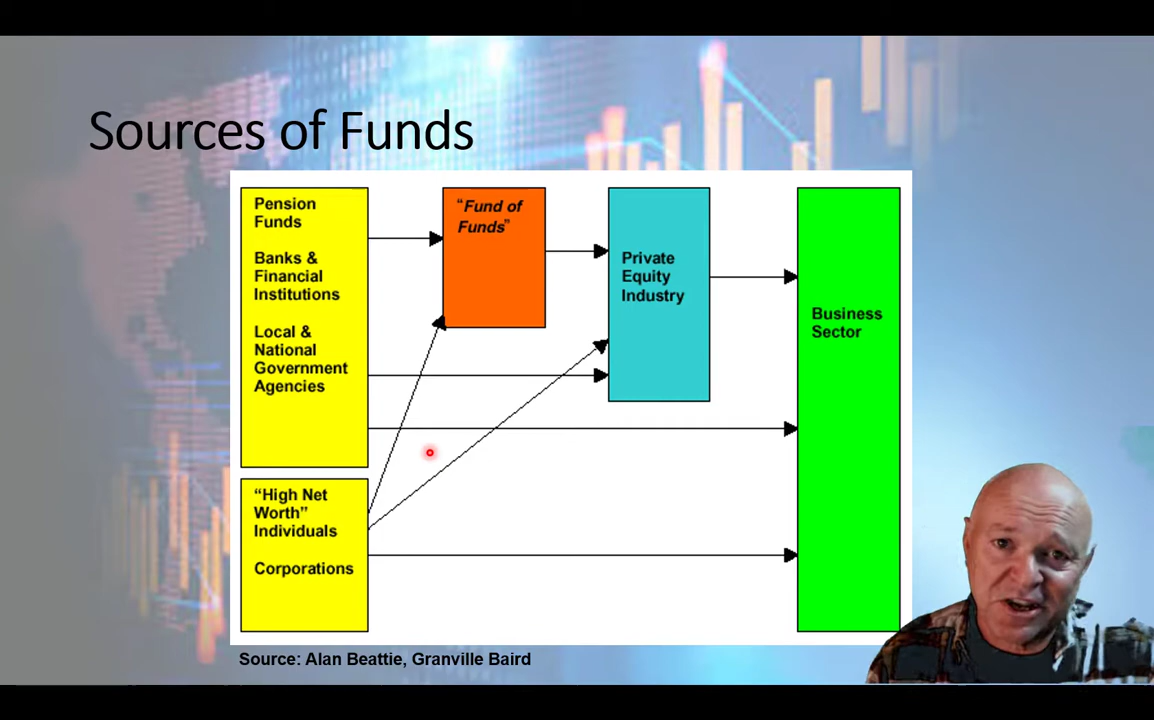 Sources of Funds
Pension
Funds
Banks &
Financial
Institutions
Local &
National
Government
Agencies
“Fund of
Funds”
Private
Equity
Industry
Business
Sector
“High Net
Worth”
Individuals
Corporations
Source: Alan Beattie, Granville Baird